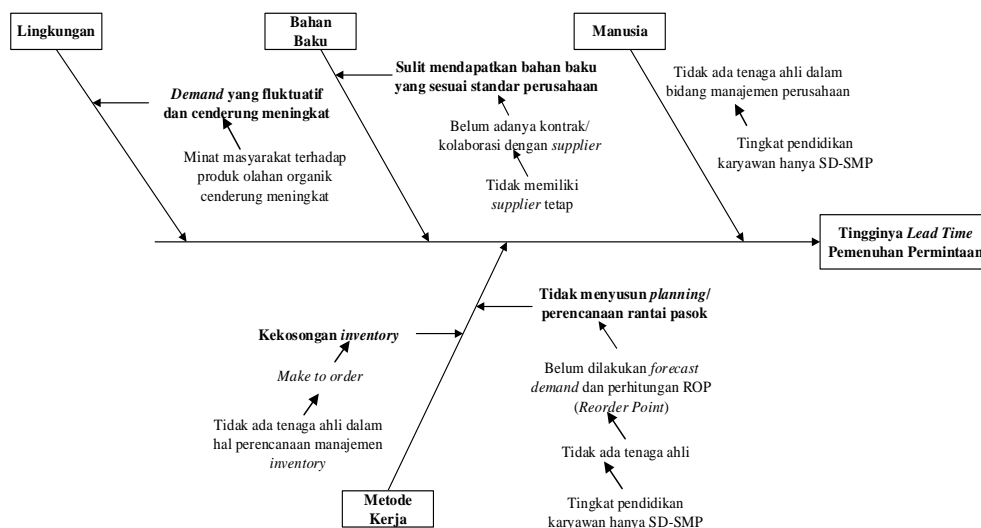 Lingkungan
Bahan
Baku
Manusia
Demand yang fluktuatif
dan cenderung meningkat
Minat masyarakat terhadap
produk olahan organik
cenderung meningkat
Sulit mendapatkan bahan baku
yang sesuai standar perusahaan
Belum adanya kontrak/
kolaborasi dengan supplier
Tidak memiliki
supplier tetap
Tidak ada tenaga ahli dalam
bidang manajemen perusahaan
Tingkat pendidikan
karyawan hanya SD-SMP
Tingginya Lead Time
Pemenuhan Permintaan
Kekosongan inventory
Make to order
Tidak ada tenaga ahli dalam
hal perencanaan manajemen
inventory
Tidak menyusun planning/
perencanaan rantai pasok
Belum dilakukan forecast
demand dan perhitungan ROP
(Reorder Point)
Tidak ada tenaga ahli
Tingkat pendidikan
karyawan hanya SD-SMP
Metode
Kerja